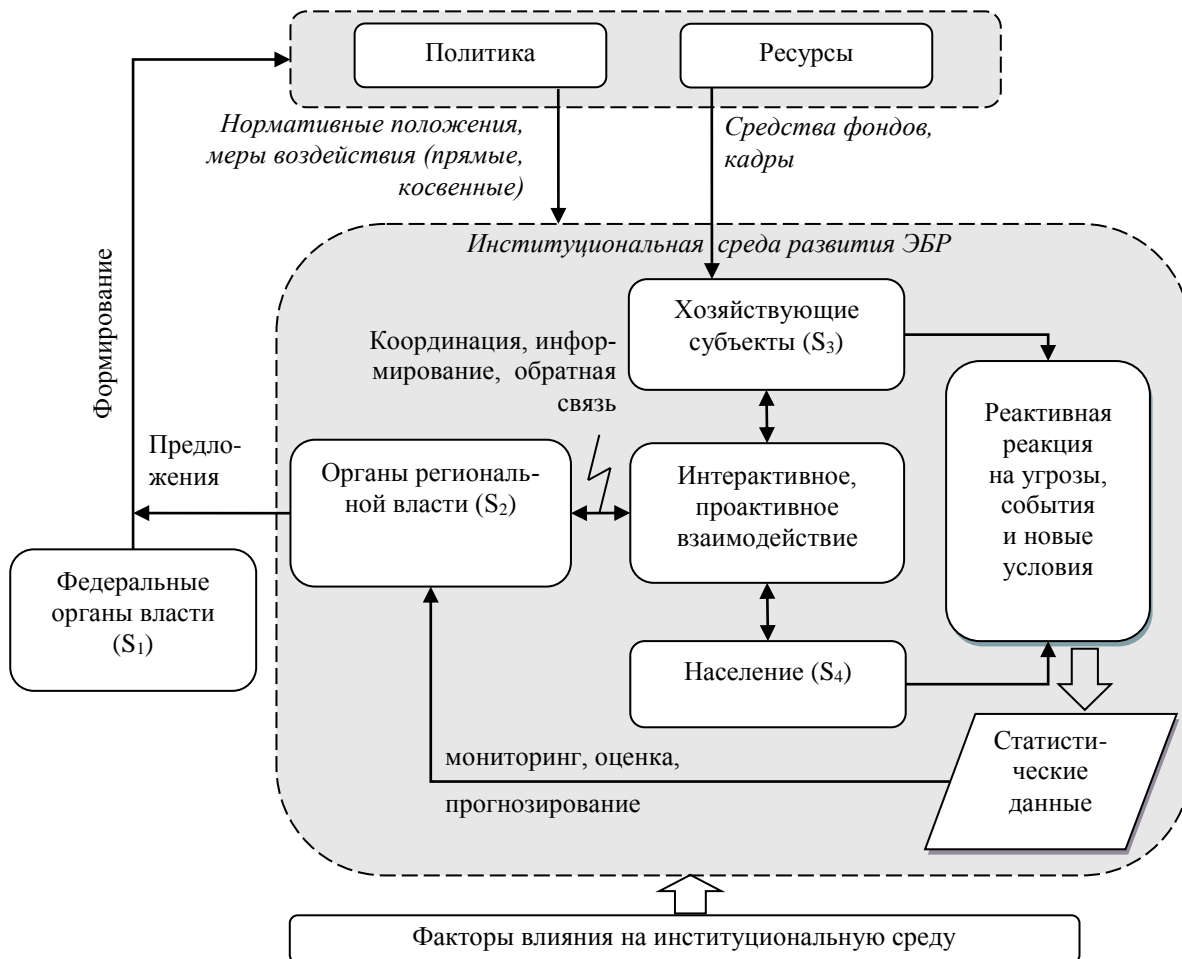 Политика
Ресурсы
Нормативные положения,
меры воздействия (прямые,
косвенные)
Средства фондов,
кадры
Формирование
Институциональная среда развития ЭБР
Хозяйствующие
субъекты (S₃)
Координация, инфор-
мирование, обратная
связь
Реактивная
реакция
на угрозы,
события
и новые
условия
Предло-
жения
Органы региональ-
ной власти (S₂)
Интерактивное,
проактивное
взаимодействие
Федеральные
органы власти
(S₁)
Население (S₄)
мониторинг, оценка,
прогнозирование
Статисти-
ческие
данные
Факторы влияния на институциональную среду